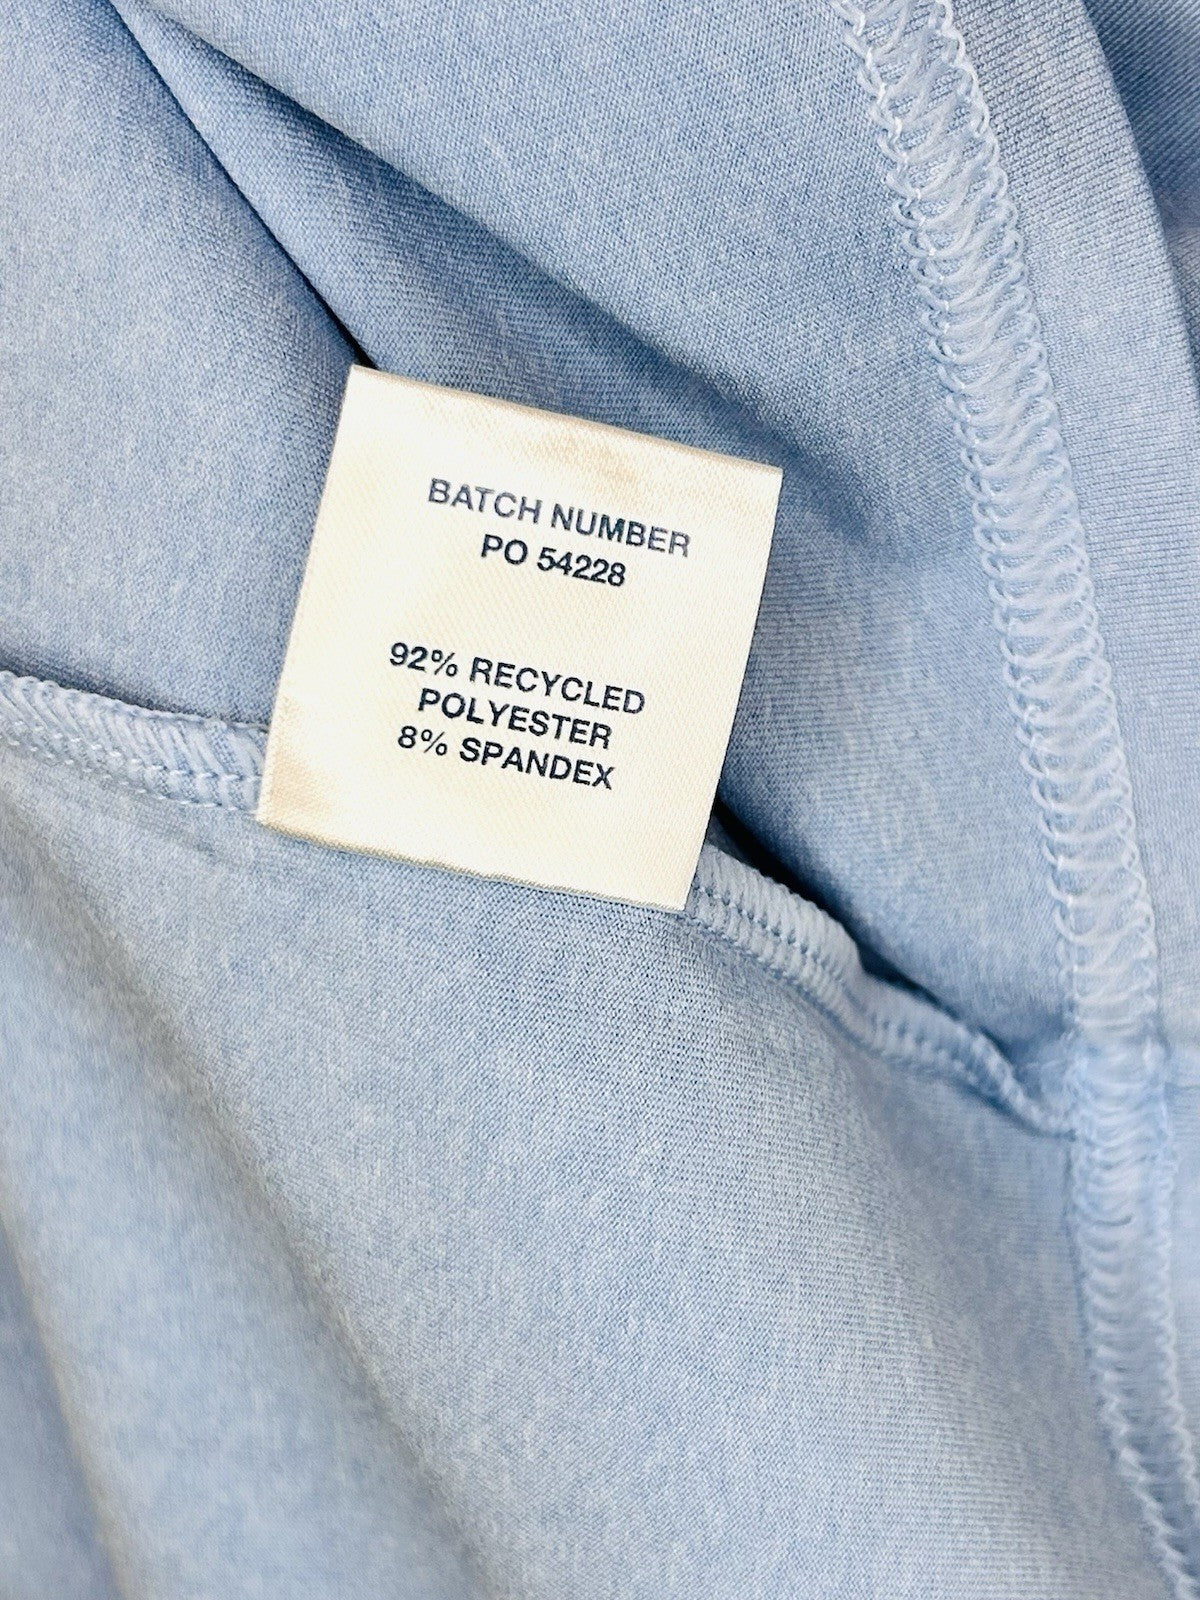 BATCH NUMBER
PO 54228
92% RECYCLED
POLYESTER
8% SPANDEX